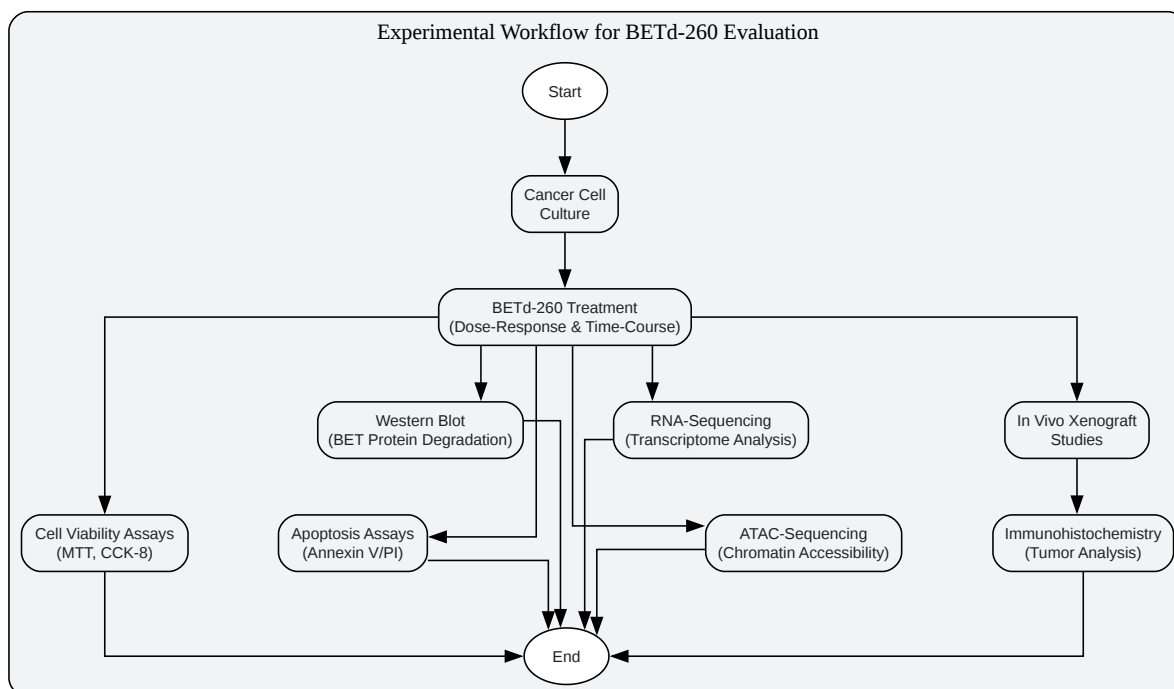 Experimental Workflow for BETd-260 Evaluation
Start
Cancer Cell
Culture
BETd-260 Treatment
(Dose-Response & Time-Course)
Western Blot
(BET Protein Degradation)
RNA-Sequencing
(Transcriptome Analysis)
In Vivo Xenograft
Studies
Cell Viability Assays
(MTT, CCK-8)
Apoptosis Assays
(Annexin V/PI)
ATAC-Sequencing
(Chromatin Accessibility)
Immunohistochemistry
(Tumor Analysis)
End